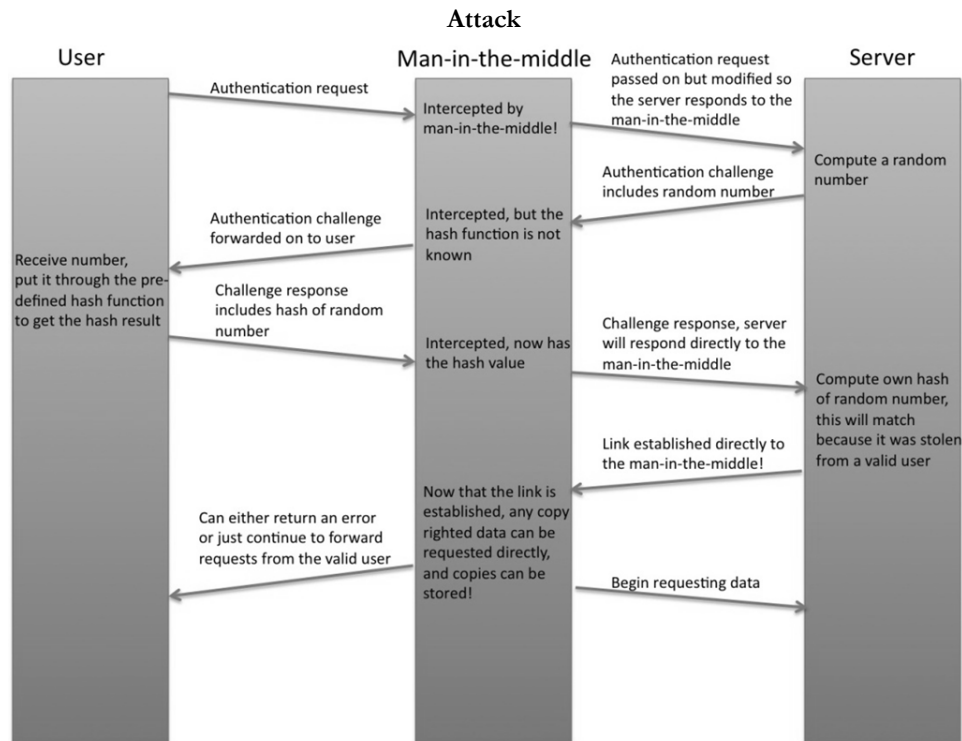 Attack
User
Man-in-the-middle
Server
Authentication request
Intercepted by
man-in-the-middle!
Authentication request
passed on but modified so
the server responds to the
man-in-the-middle
Compute a random
number
Authentication challenge
includes random number
Intercepted, but the
hash function is not
known
Authentication challenge
forwarded on to user
Receive number,
put it through the pre-
defined hash function
to get the hash result
Challenge response
includes hash of random
number
Intercepted, now has
the hash value
Challenge response, server
will respond directly to the
man-in-the-middle
Compute own hash
of random number,
this will match
because it was stolen
from a valid user
Link established directly to
the man-in-the-middle!
Now that the link is
established, any copy
righted data can be
requested directly,
and copies can be
stored!
Can either return an error
or just continue to forward
requests from the valid user
Begin requesting data